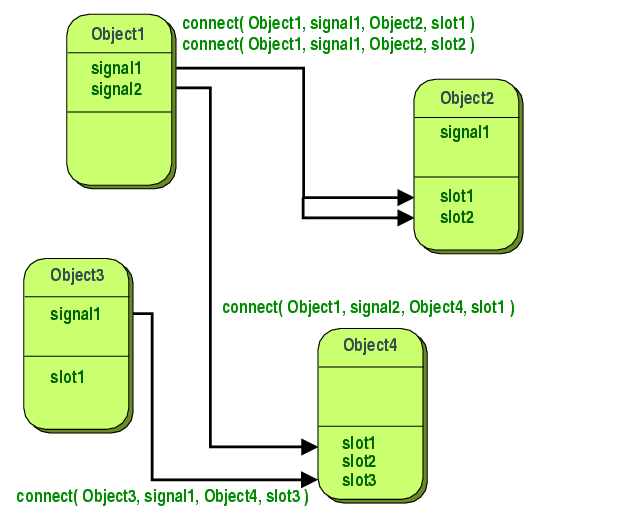 connect( Object1, signal1, Object2, slot1 )
connect( Object1, signal1, Object2, slot2 )
Object1
signal1
signal2
Object2
signal1
slot1
slot2
Object3
signal1
slot1
connect( Object1, signal2, Object4, slot1 )
Object4
slot1
slot2
slot3
connect( Object3, signal1, Object4, slot3 )